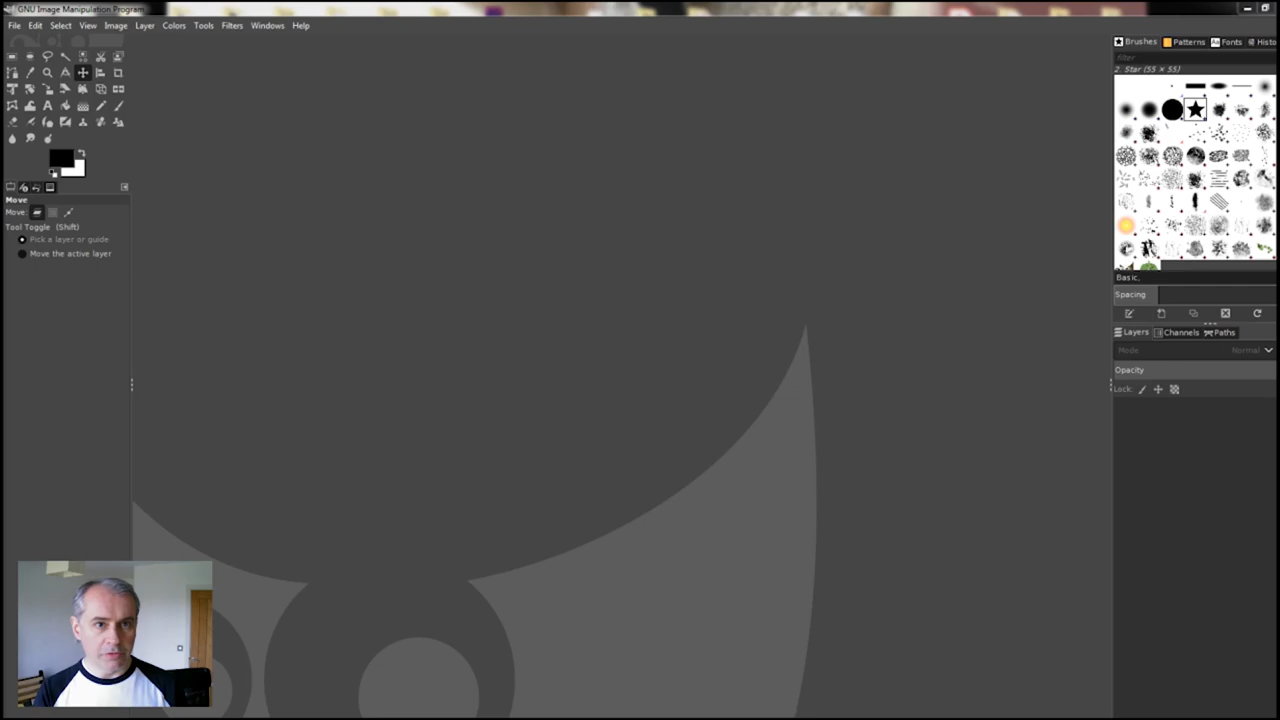 GNU Image Manipulation Program
File Edit Select View Image Layer Colors Tools Filters Windows Help
Brushes Patterns Aa Fonts Histo
filter
2. Star (55 × 55)
Move
Move:
Tool Toggle (Shift)
Pick a layer or guide
Move the active layer
Basic,
Spacing
Layers Channels Paths
Mode Normal
Opacity
Lock: